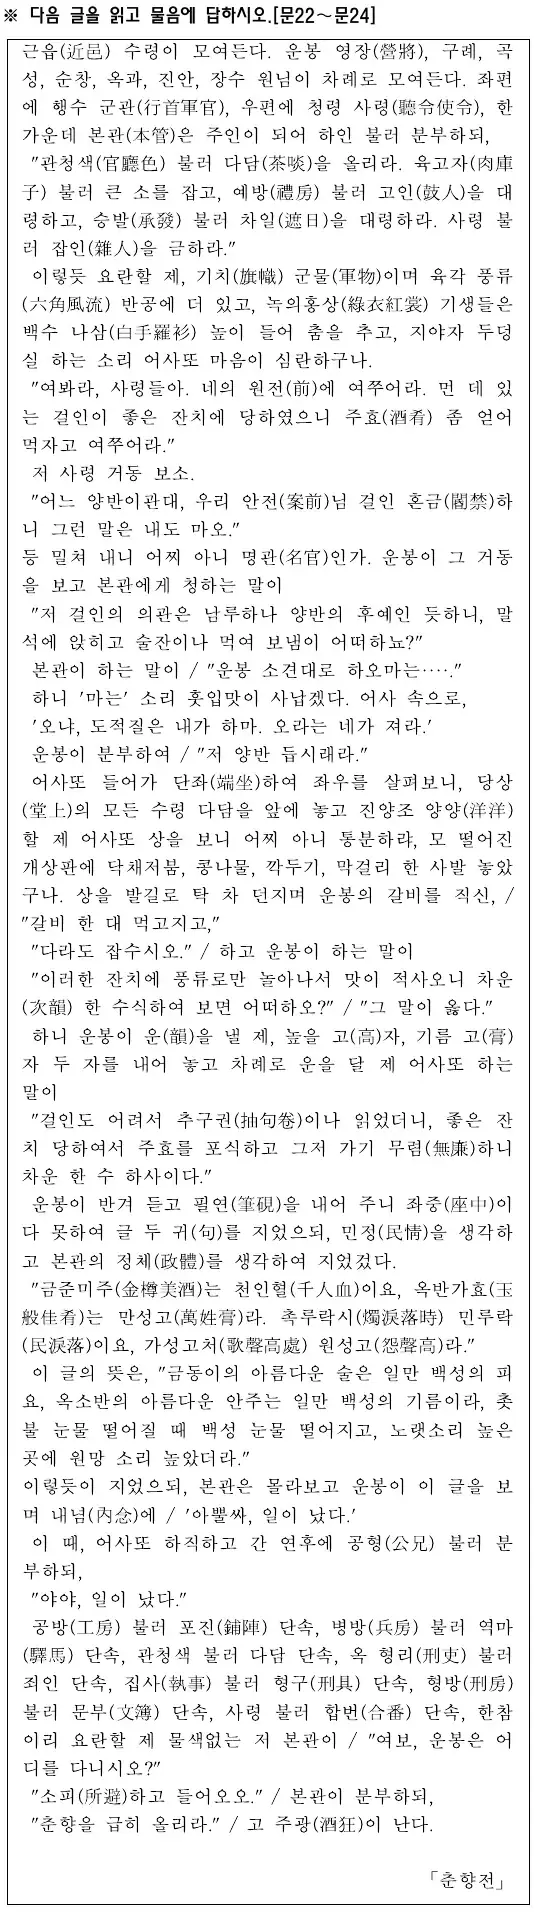 ※ 다음 글을 읽고 물음에 답하시오.[문22～문24]
근읍(近邑) 수령이 모여든다. 운봉 영장(營將), 구례, 곡
성, 순창, 옥과, 진안, 장수 원님이 차례로 모여든다. 좌편
에 행수 군관(行首軍官), 우편에 청령 사령(聽令使令), 한
가운데 본관(本管)은 주인이 되어 하인 불러 분부하되,
"관청색(官廳色) 불러 다담(茶啖)을 올리라. 육고자(肉庫
子) 불러 큰 소를 잡고, 예방(禮房) 불러 고인(鼓人)을 대
령하고, 승발(承發) 불러 차일(遮日)을 대령하라. 사령 불
러 잡인(雜人)을 금하라."
이렇듯 요란할 제, 기치(旗幟) 군물(軍物)이며 육각 풍류
(六角風流) 반공에 더 있고, 녹의홍상(綠衣紅裳) 기생들은
백수 나삼(白手羅衫) 높이 들어 춤을 추고, 지야자 두덩
실 하는 소리 어사또 마음이 심란하구나.
"여봐라, 사령들아. 네의 원전(前)에 여쭈어라. 먼 데 있
는 걸인이 좋은 잔치에 당하였으니 주효(酒肴) 좀 얻어
먹자고 여쭈어라."
저 사령 거동 보소.
"어느 양반이관대, 우리 안전(案前)님 걸인 혼금(閽禁)하
니 그런 말은 내도 마오."
등 밀쳐 내니 어찌 아니 명관(名官)인가. 운봉이 그 거동
을 보고 본관에게 청하는 말이
"저 걸인의 의관은 남루하나 양반의 후예인 듯하니, 말
석에 앉히고 술잔이나 먹여 보냄이 어떠하뇨?"
본관이 하는 말이 / "운봉 소견대로 하오마는‥‥."
하니 '마는' 소리 훗입맛이 사납겠다. 어사 속으로,
'오냐, 도적질은 내가 하마. 오라는 네가 져라.'
운봉이 분부하여 / "저 양반 듭시래라."
어사또 들어가 단좌(端坐)하여 좌우를 살펴보니, 당상
(堂上)의 모든 수령 다담을 앞에 놓고 진양조 양양(洋洋)
할 제 어사또 상을 보니 어찌 아니 통분하랴, 모 떨어진
개상판에 닥채저붐, 콩나물, 깍두기, 막걸리 한 사발 놓았
구나. 상을 발길로 탁 차 던지며 운봉의 갈비를 직신, /
"갈비 한 대 먹고지고,"
"다라도 잡수시오." / 하고 운봉이 하는 말이
"이러한 잔치에 풍류로만 놀아나서 맛이 적사오니 차운
(次韻) 한 수식하여 보면 어떠하오?" / "그 말이 옳다."
하니 운봉이 운(韻)을 낼 제, 높을 고(高)자, 기름 고(膏)
자 두 자를 내어 놓고 차례로 운을 달 제 어사또 하는
말이
"걸인도 어려서 추구권(抽句卷)이나 읽었더니, 좋은 잔
치 당하여서 주효를 포식하고 그저 가기 무렴(無廉)하니
차운 한 수 하사이다."
운봉이 반겨 듣고 필연(筆硯)을 내어 주니 좌중(座中)이
다 못하여 글 두 귀(句)를 지었으되, 민정(民情)을 생각하
고 본관의 정체(政體)를 생각하여 지었겄다.
"금준미주(金樽美酒)는 천인혈(千人血)이요, 옥반가효(玉
般佳肴)는 만성고(萬姓膏)라. 촉루락시(燭淚落時) 민루락
(民淚落)이요, 가성고처(歌聲高處) 원성고(怨聲高)라."
이 글의 뜻은, "금동이의 아름다운 술은 일만 백성의 피
요, 옥소반의 아름다운 안주는 일만 백성의 기름이라, 촛
불 눈물 떨어질 때 백성 눈물 떨어지고, 노랫소리 높은
곳에 원망 소리 높았더라."
이렇듯이 지었으되, 본관은 몰라보고 운봉이 이 글을 보
며 내념(內念)에 / '아뿔싸, 일이 났다.'
이 때, 어사또 하직하고 간 연후에 공형(公兄) 불러 분
부하되,
"야야, 일이 났다."
공방(工房) 불러 포진(鋪陳) 단속, 병방(兵房) 불러 역마
(驛馬) 단속, 관청색 불러 다담 단속, 옥 형리(刑吏) 불러
죄인 단속, 집사(執事) 불러 형구(刑具) 단속, 형방(刑房)
불러 문부(文簿) 단속, 사령 불러 합번(合番) 단속, 한참
이리 요란할 제 물색없는 저 본관이 / "여보, 운봉은 어
디를 다니시오?"
"소피(所避)하고 들어오오." / 본관이 분부하되,
"춘향을 급히 올리라." / 고 주광(酒狂)이 난다.
「춘향전」